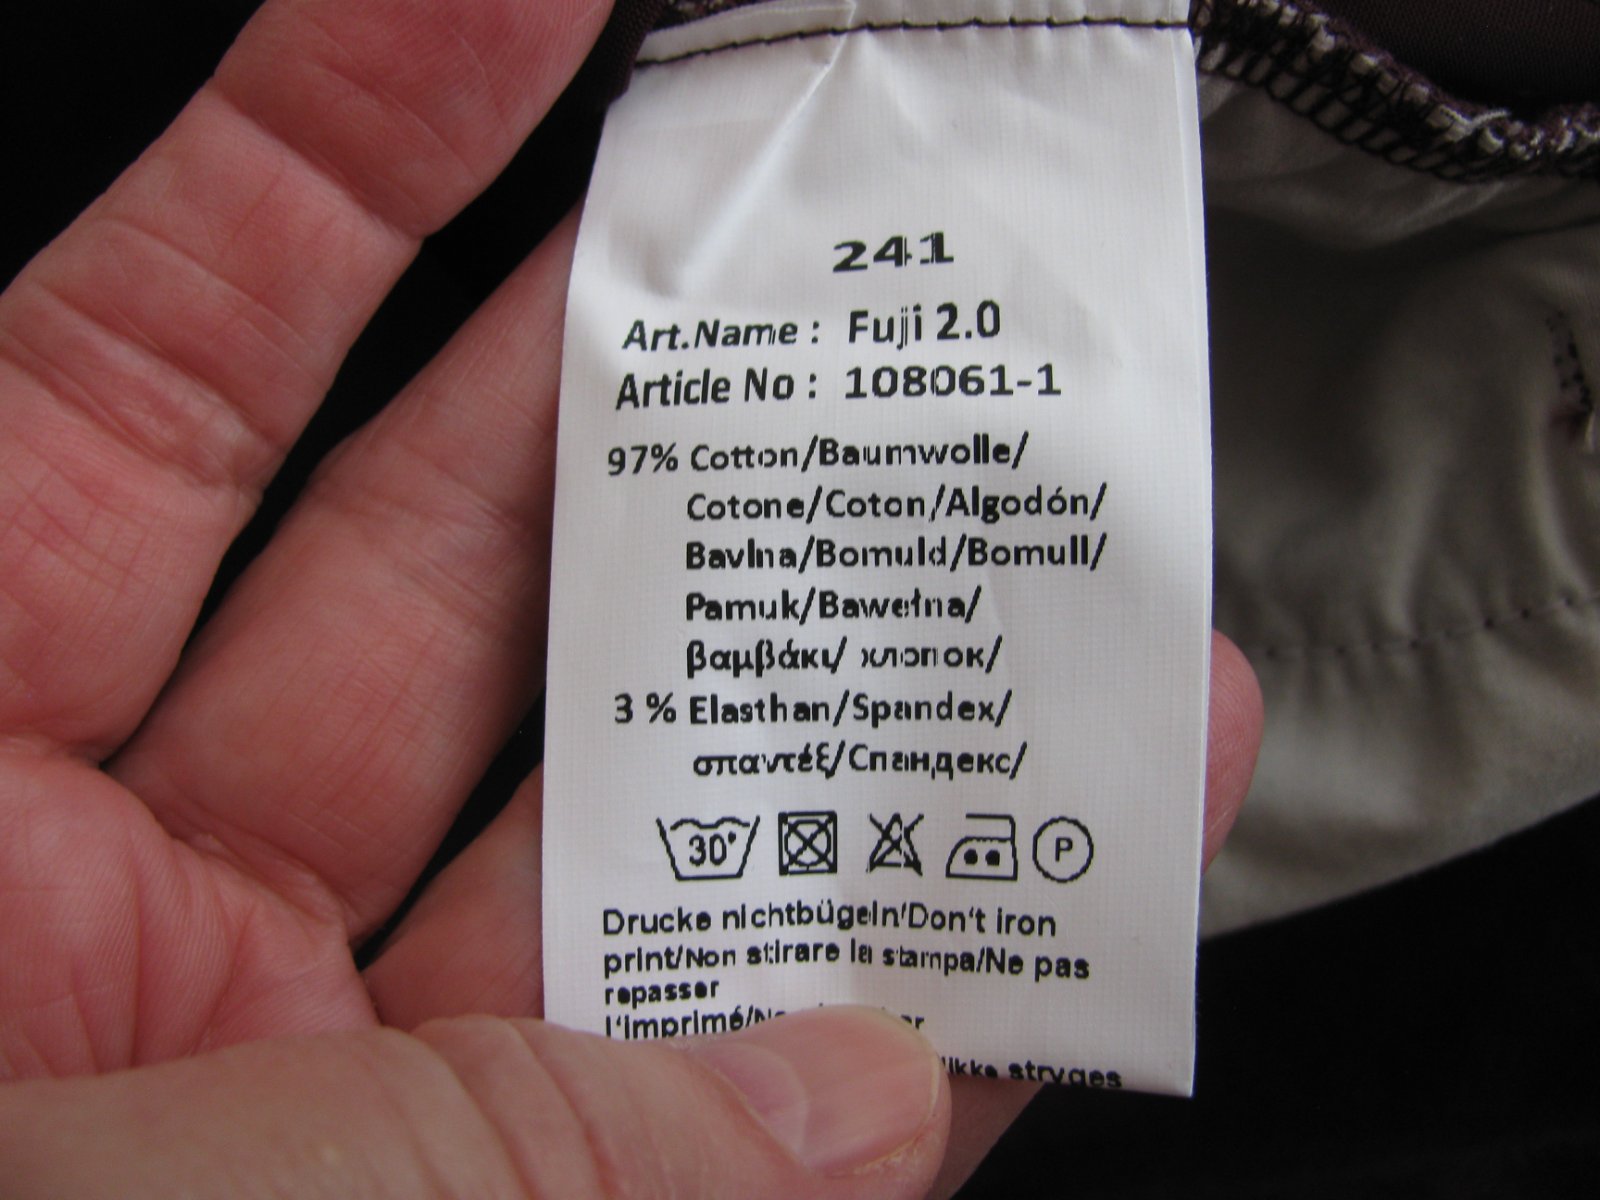 241
Art.Name : Fuji 2.0
Article No : 108061-1
97% Cotton/Baumwolle/
Cotone/Coton/Algodón/
Bavlna/Bomuld/Bomull/
Pamuk/Bawełna/
βαμβάκι/ хлопок/
3 % Elasthan/Spandex/
σπαντέξ/Спандекс/
30° P
Drucke nichtbügeln/Don't iron
print/Non stirare la stampa/Ne pas
repasser
l'imprimé/
Ikke stryges